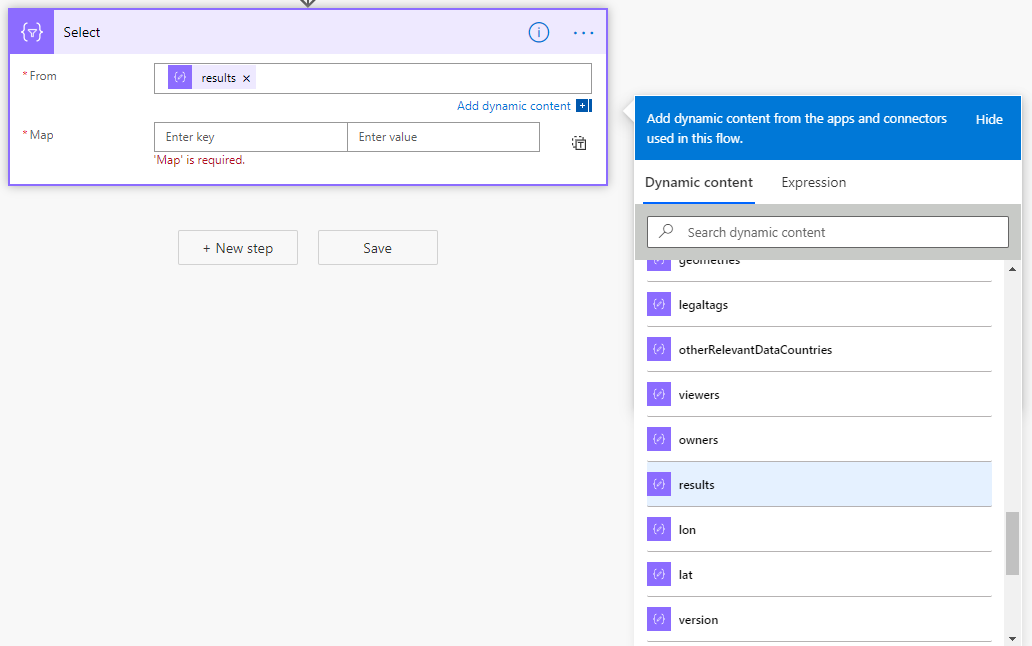 Select
* From
results ×
Add dynamic content
* Map
Enter key
Enter value
'Map' is required.
+ New step
Save
Add dynamic content from the apps and connectors
used in this flow.
Hide
Dynamic content
Expression
Search dynamic content
geometries
legaltags
otherRelevantDataCountries
viewers
owners
results
lon
lat
version